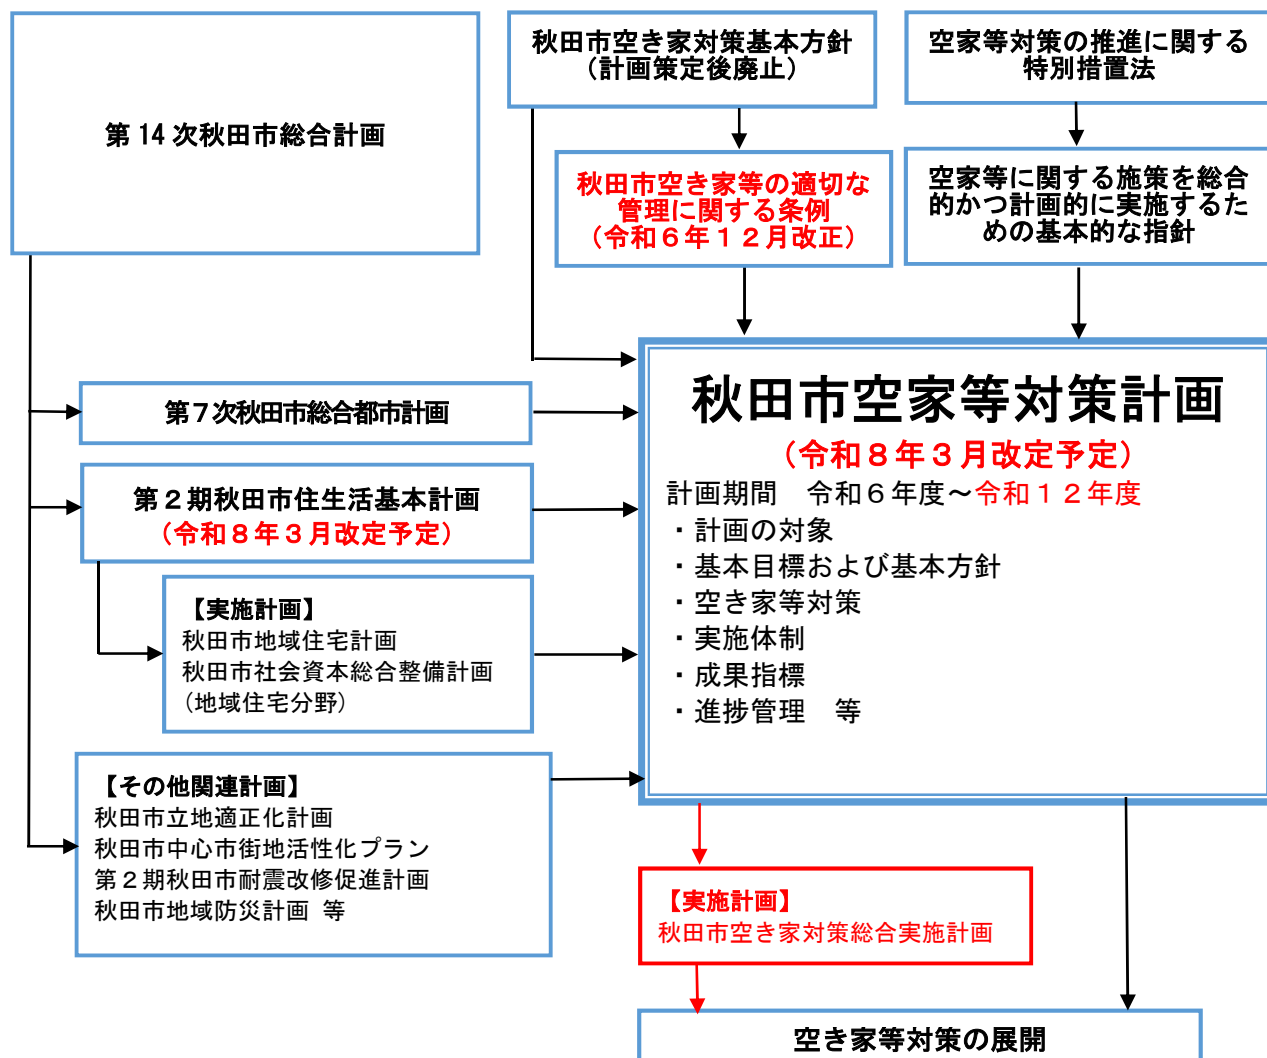 第14次秋田市総合計画
秋田市空き家対策基本方針
（計画策定後廃止）
空家等対策の推進に関する
特別措置法
秋田市空き家等の適切な
管理に関する条例
（令和６年１２月改正）
空家等に関する施策を総合
的かつ計画的に実施するた
めの基本的な指針
第７次秋田市総合都市計画
第２期秋田市住生活基本計画
（令和８年３月改定予定）
【実施計画】
秋田市地域住宅計画
秋田市社会資本総合整備計画
(地域住宅分野)
【その他関連計画】
秋田市立地適正化計画
秋田市中心市街地活性化プラン
第２期秋田市耐震改修促進計画
秋田市地域防災計画 等
秋田市空家等対策計画
（令和８年３月改定予定）
計画期間　令和６年度～令和１２年度
・計画の対象
・基本目標および基本方針
・空き家等対策
・実施体制
・成果指標
・進捗管理　等
【実施計画】
秋田市空き家対策総合実施計画
空き家等対策の展開